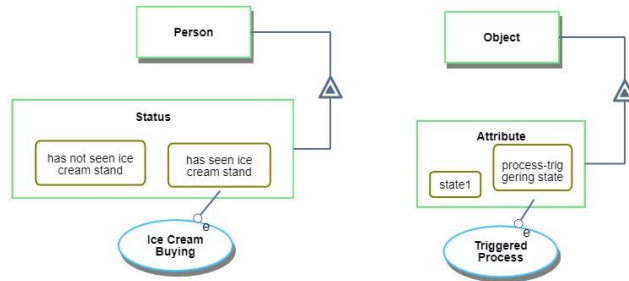 Person
Status
has not seen ice
cream stand
has seen ice
cream stand
e
Ice Cream
Buying
Object
Attribute
state1
process-trig
gering state
e
Triggered
Process